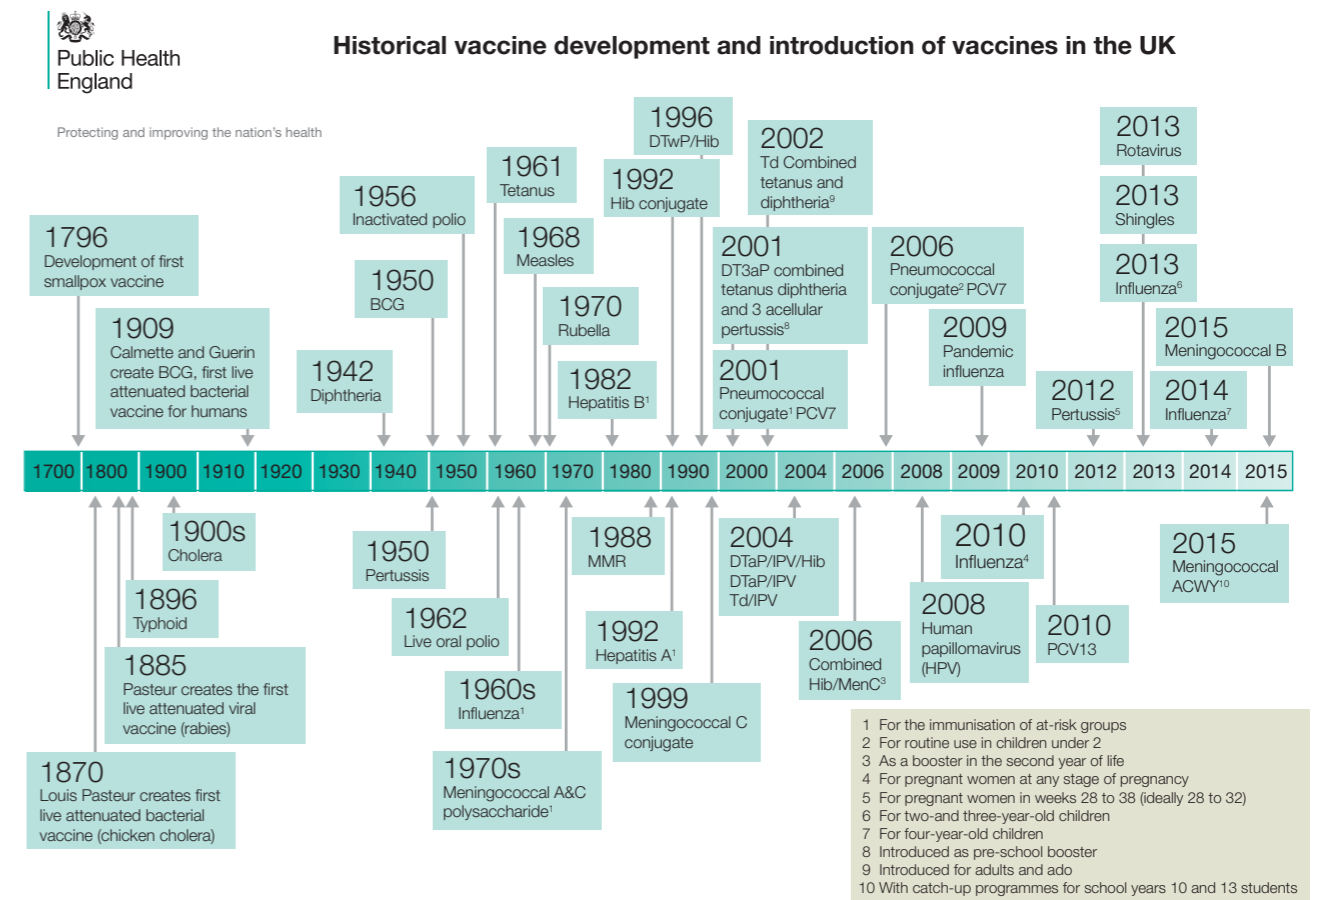 Public Health
England
Historical vaccine development and introduction of vaccines in the UK
Protecting and improving the nation's health
1796
Development of first
smallpox vaccine
1909
Calmette and Guerin
create BCG, first live
attenuated bacterial
vaccine for humans
1942
Diphtheria
1956
Inactivated polio
1950
BCG
1961
Tetanus
1968
Measles
1970
Rubella
1982
Hepatitis B¹
1996
DTwP/Hib
1992
Hib conjugate
2002
Td Combined
tetanus and
diphtheria⁹
2001
DT3aP combined
tetanus diphtheria
and 3 acellular
pertussis⁸
2001
Pneumococcal
conjugate¹ PCV7
2006
Pneumococcal
conjugate² PCV7
2009
Pandemic
influenza
2012
Pertussis⁵
2013
Rotavirus
2013
Shingles
2013
Influenza⁶
2014
Influenza⁷
2015
Meningococcal B
1700 1800 1900 1910 1920 1930 1940 1950 1960 1970 1980 1990 2000 2004 2006 2008 2009 2010 2012 2013 2014 2015
1900s
Cholera
1896
Typhoid
1885
Pasteur creates the first
live attenuated viral
vaccine (rabies)
1870
Louis Pasteur creates first
live attenuated bacterial
vaccine (chicken cholera)
1950
Pertussis
1962
Live oral polio
1960s
Influenza¹
1970s
Meningococcal A&C
polysaccharide¹
1988
MMR
1992
Hepatitis A¹
1999
Meningococcal C
conjugate
2004
DTaP/IPV/Hib
DTaP/IPV
Td/IPV
2006
Combined
Hib/MenC³
2008
Human
papillomavirus
(HPV)
2010
Influenza⁴
2010
PCV13
2015
Meningococcal
ACWY¹⁰
1 For the immunisation of at-risk groups
2 For routine use in children under 2
3 As a booster in the second year of life
4 For pregnant women at any stage of pregnancy
5 For pregnant women in weeks 28 to 38 (ideally 28 to 32)
6 For two-and three-year-old children
7 For four-year-old children
8 Introduced as pre-school booster
9 Introduced for adults and ado
10 With catch-up programmes for school years 10 and 13 students